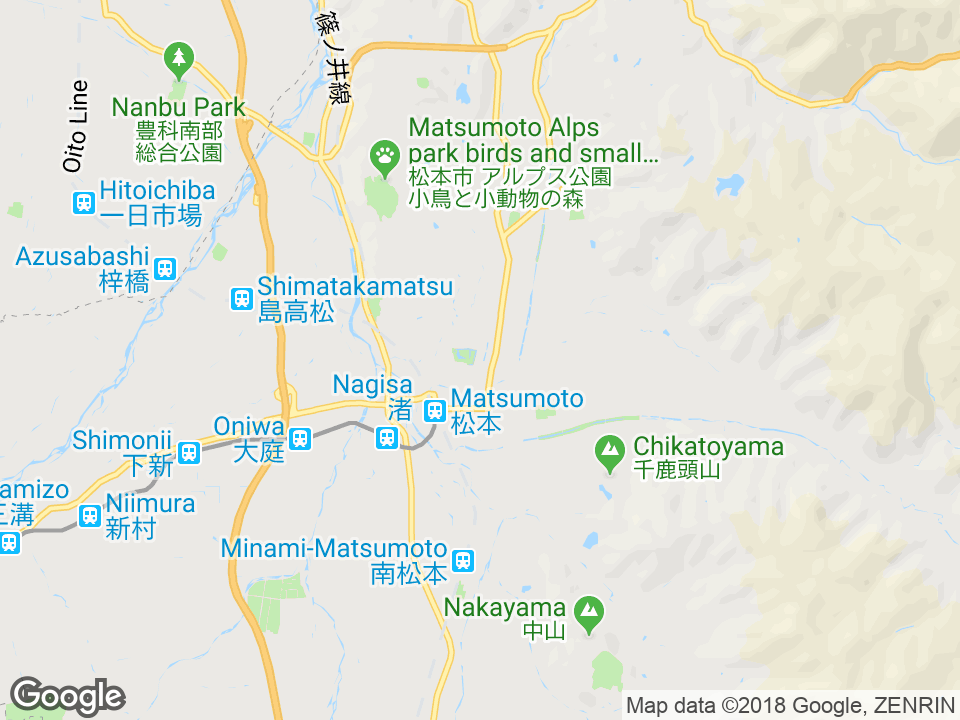 篠ノ井線
Oito Line
Nanbu Park
豊科南部
総合公園
Matsumoto Alps
park birds and small…
松本市 アルプス公園
小鳥と小動物の森
Hitoichiba
一日市場
Azusabashi
梓橋
Shimatakamatsu
島高松
Nagisa
渚
Matsumoto
松本
Oniwa
大庭
Shimonii
下新
Chikatoyama
千鹿頭山
amizo
三溝
Niimura
新村
Minami-Matsumoto
南松本
Nakayama
中山
Google
Map data ©2018 Google, ZENRIN